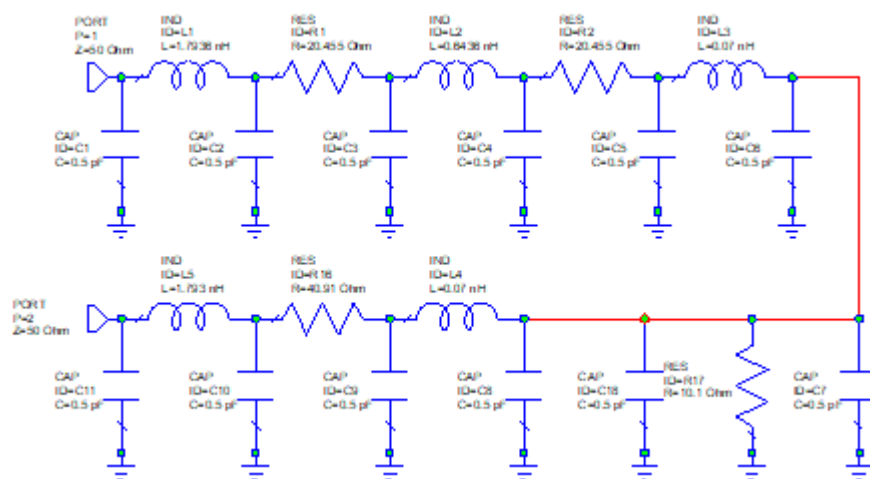 PORT
P=1
Z=50 Ohm
IND
ID=L1
L=1.7936 nH
RES
ID=R1
R=20.455 Ohm
IND
ID=L2
L=0.6436 nH
RES
ID=R2
R=20.455 Ohm
IND
ID=L3
L=0.07 nH
CAP
ID=C1
C=0.5 pF
CAP
ID=C2
C=0.5 pF
CAP
ID=C3
C=0.5 pF
CAP
ID=C4
C=0.5 pF
CAP
ID=C5
C=0.5 pF
CAP
ID=C6
C=0.5 pF
PORT
P=2
Z=50 Ohm
IND
ID=L5
L=1.793 nH
RES
ID=R16
R=40.91 Ohm
IND
ID=L4
L=0.07 nH
CAP
ID=C11
C=0.5 pF
CAP
ID=C10
C=0.5 pF
CAP
ID=C9
C=0.5 pF
CAP
ID=C8
C=0.5 pF
CAP
ID=C18
C=0.5 pF
RES
ID=R17
R=10.1 Ohm
CAP
ID=C7
C=0.5 pF